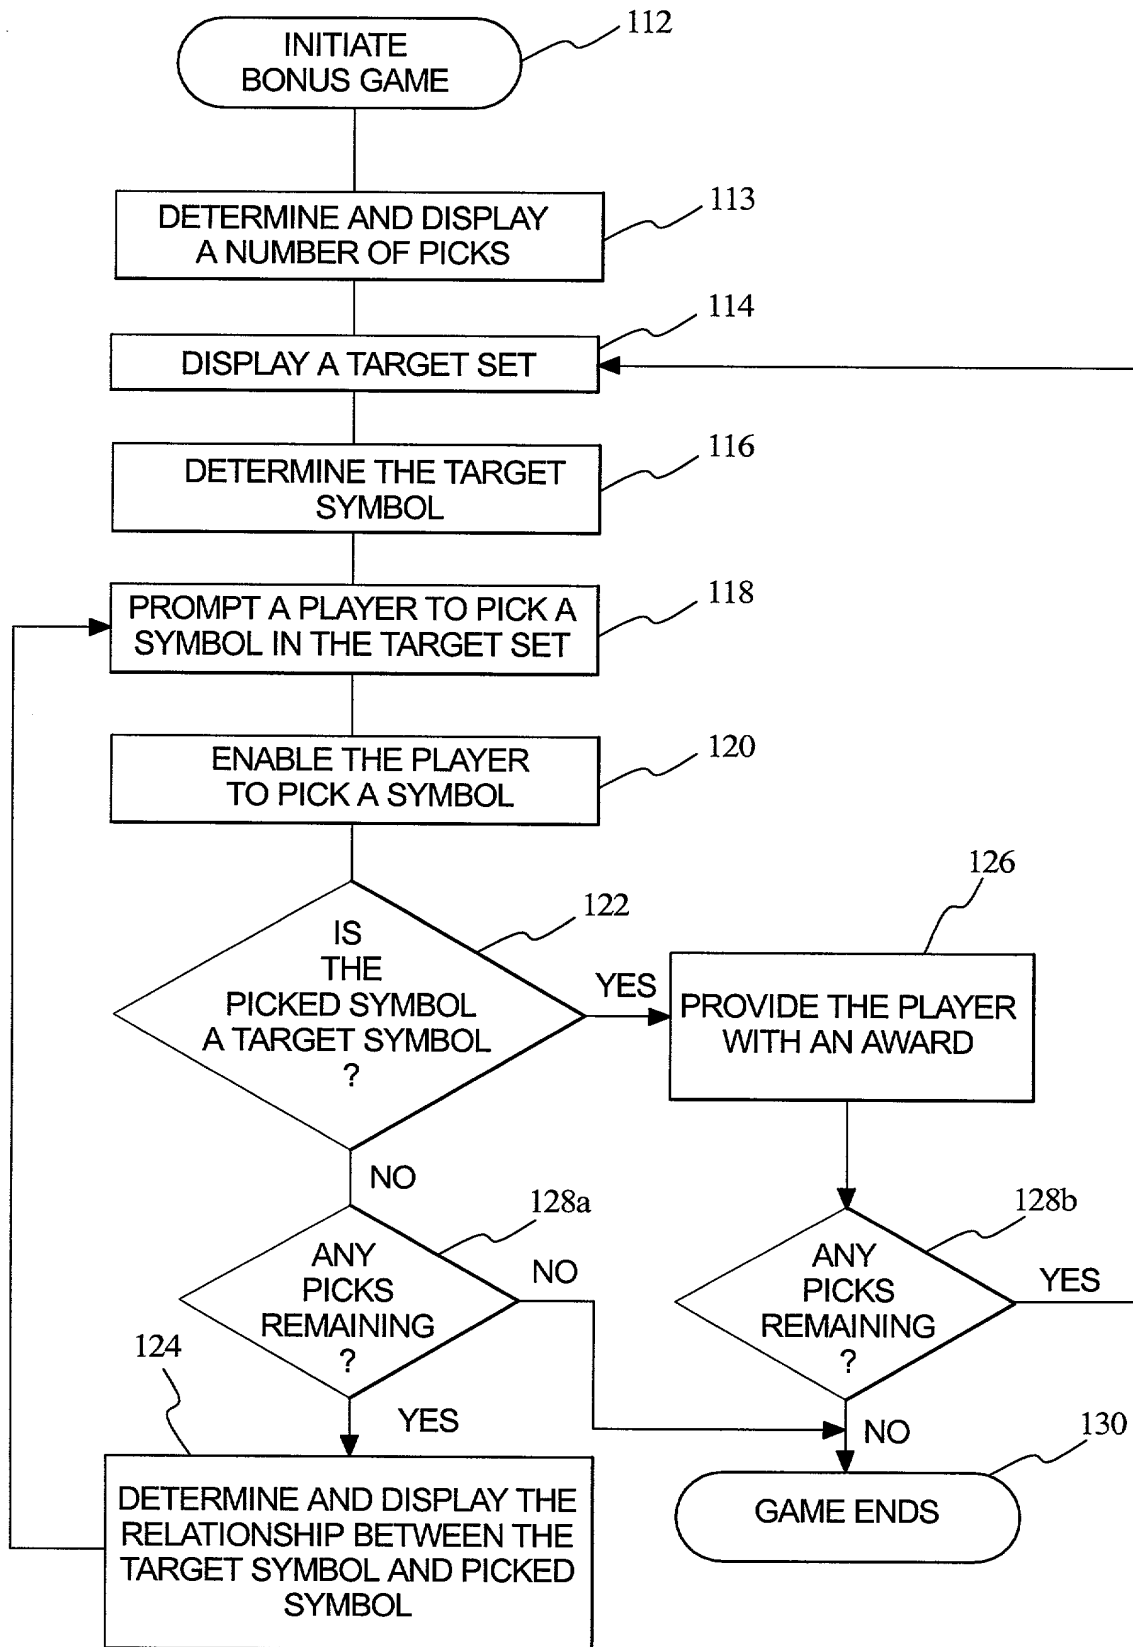 INITIATE
BONUS GAME
112
DETERMINE AND DISPLAY
A NUMBER OF PICKS
113
DISPLAY A TARGET SET
114
DETERMINE THE TARGET
SYMBOL
116
PROMPT A PLAYER TO PICK A
SYMBOL IN THE TARGET SET
118
ENABLE THE PLAYER
TO PICK A SYMBOL
120
IS
THE
PICKED SYMBOL
A TARGET SYMBOL
?
122
YES
PROVIDE THE PLAYER
WITH AN AWARD
126
NO
ANY
PICKS
REMAINING
?
128a
NO
ANY
PICKS
REMAINING
?
128b
YES
YES
NO
124
DETERMINE AND DISPLAY THE
RELATIONSHIP BETWEEN THE
TARGET SYMBOL AND PICKED
SYMBOL
GAME ENDS
130